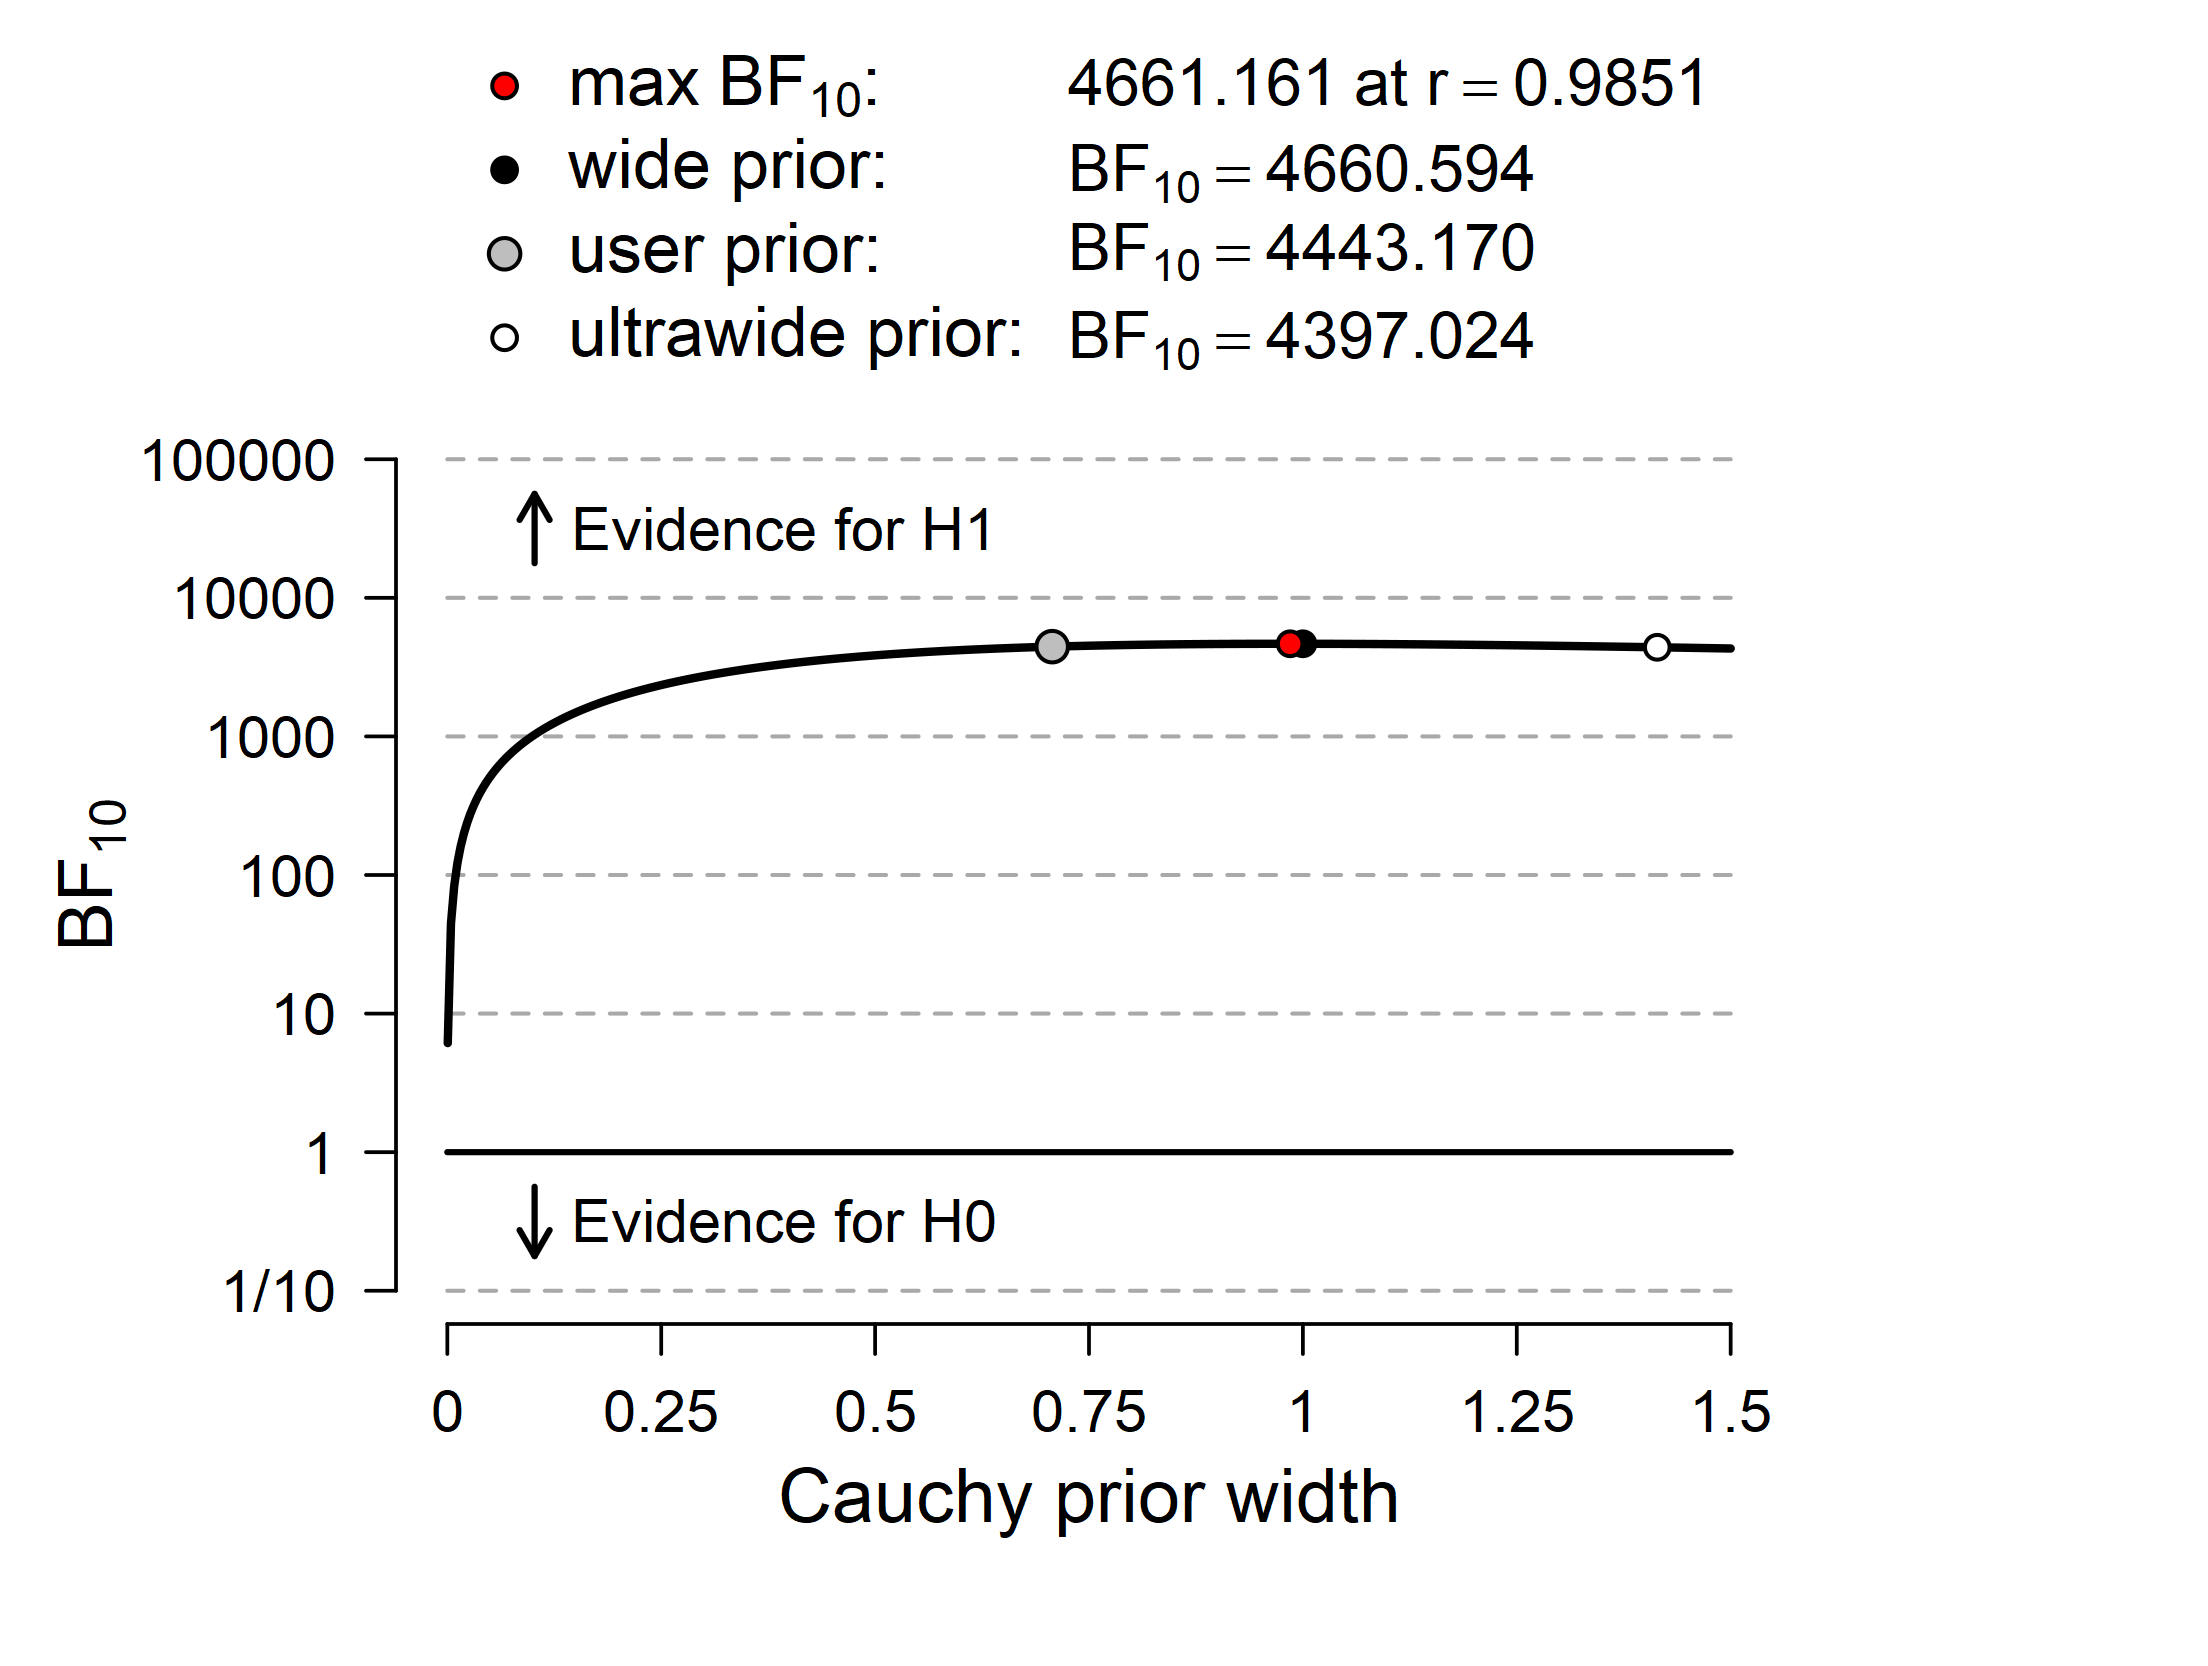 max BF10: 4661.161 at r = 0.9851
wide prior: BF10 = 4660.594
user prior: BF10 = 4443.170
ultrawide prior: BF10 = 4397.024
100000
Evidence for H1
10000
1000
100
10
1
Evidence for H0
1/10
BF10
0 0.25 0.5 0.75 1 1.25 1.5
Cauchy prior width